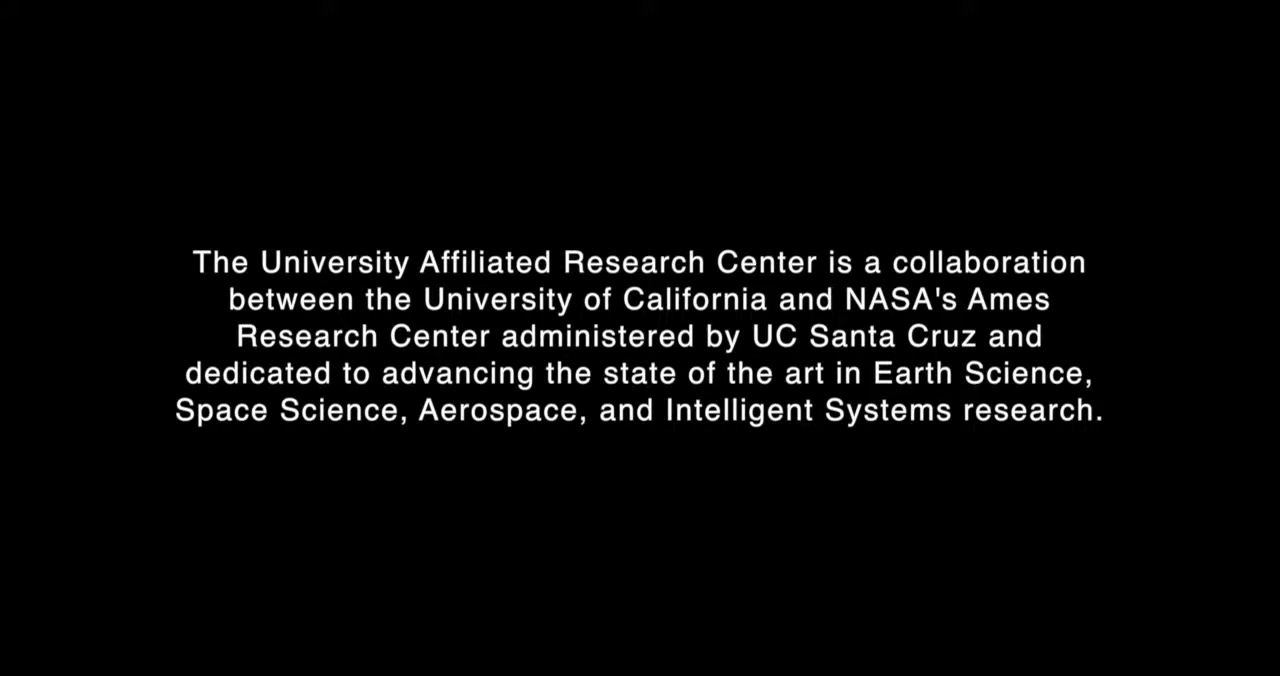 The University Affiliated Research Center is a collaboration
between the University of California and NASA's Ames
Research Center administered by UC Santa Cruz and
dedicated to advancing the state of the art in Earth Science,
Space Science, Aerospace, and Intelligent Systems research.